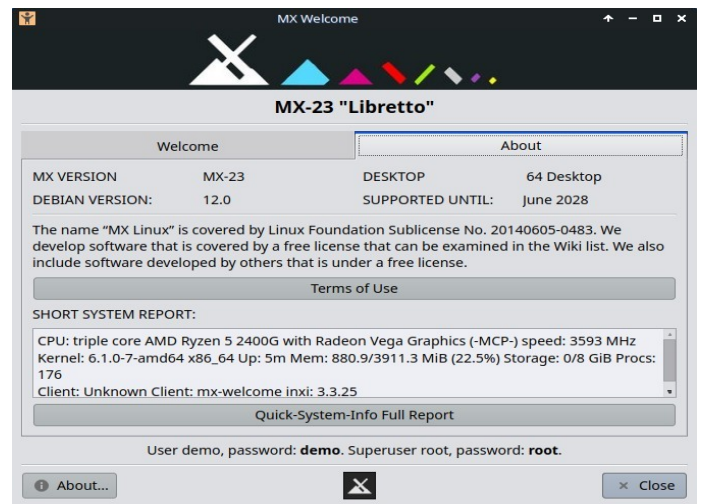 MX Welcome
MX-23 "Libretto"
Welcome About
MX VERSION MX-23 DESKTOP 64 Desktop
DEBIAN VERSION: 12.0 SUPPORTED UNTIL: June 2028
The name “MX Linux” is covered by Linux Foundation Sublicense No. 20140605-0483. We
develop software that is covered by a free license that can be examined in the Wiki list. We also
include software developed by others that is under a free license.
Terms of Use
SHORT SYSTEM REPORT:
CPU: triple core AMD Ryzen 5 2400G with Radeon Vega Graphics (-MCP-) speed: 3593 MHz
Kernel: 6.1.0-7-amd64 x86_64 Up: 5m Mem: 880.9/3911.3 MiB (22.5%) Storage: 0/8 GiB Procs:
176
Client: Unknown Client: mx-welcome inxi: 3.3.25
Quick-System-Info Full Report
User demo, password: demo. Superuser root, password: root.
About... Close